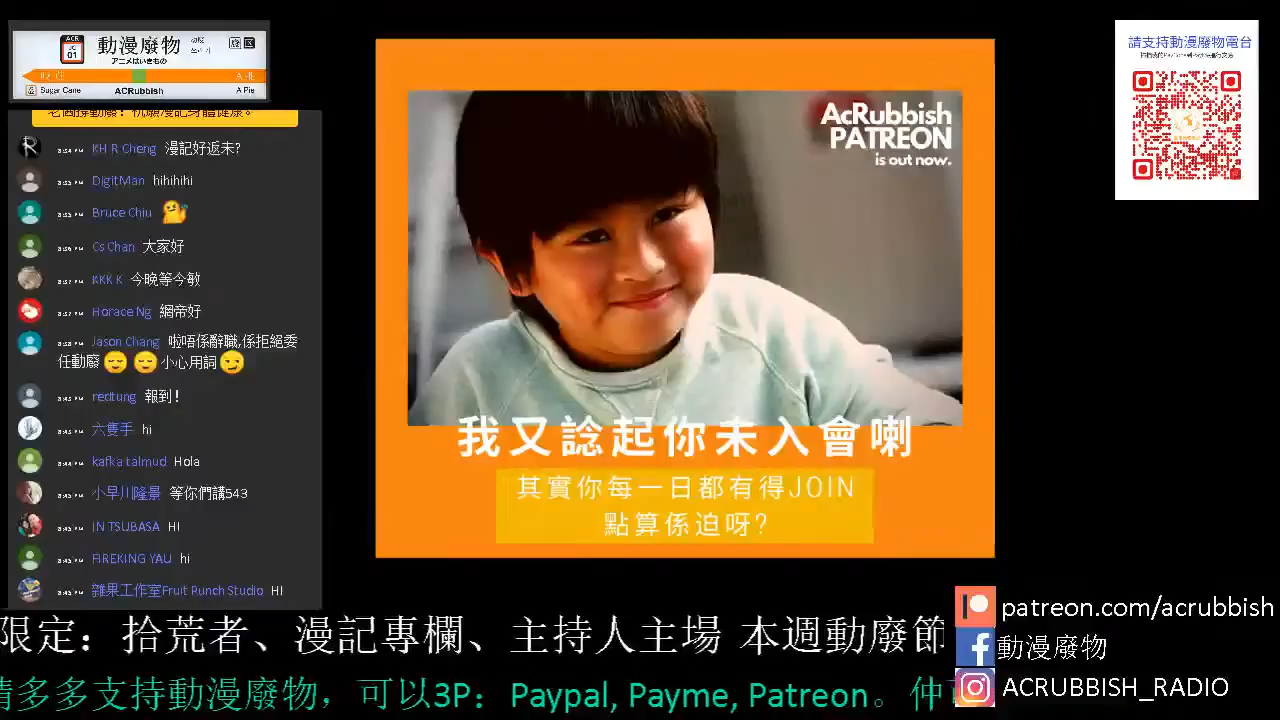 ACR
01
動漫廢物
アニメはいきもの
Sugar Cane
ACRubbish
A Pie
KH R Cheng 漫記好返未?
DigitMan hihihihi
Bruce Chiu
Cs Chan 大家好
KKK K 今晚等今敏
Horace Ng 網帝好
Jason Chang 啦唔係辭職,係拒絕委
任動廢 小心用詞
redtung 報到!
六隻手 hi
kafka talmud Hola
小早川隆景 等你們講543
IN TSUBASA HI
FIREKING YAU hi
雜果工作室Fruit Punch Studio HI
AcRubbish
PATREON
is out now.
我又諗起你未入會喇
其實你每一日都有得JOIN
點算係迫呀?
請支持動漫廢物電台
限定：拾荒者、漫記專欄、主持人主場 本週動廢節
請多多支持動漫廢物，可以3P：Paypal, Payme, Patreon。仲
patreon.com/acrubbish
動漫廢物
ACRUBBISH_RADIO